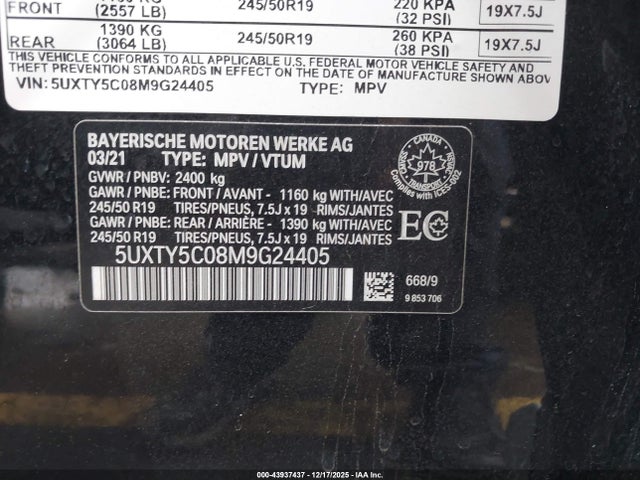 FRONT (2557 LB) 245/50R19 220 KPA (32 PSI) 19X7.5J
1390 KG
REAR (3064 LB) 245/50R19 260 KPA (38 PSI) 19X7.5J
THIS VEHICLE CONFORMS TO ALL APPLICABLE U.S. FEDERAL MOTOR VEHICLE SAFETY AND
THEFT PREVENTION STANDARDS IN EFFECT ON THE DATE OF MANUFACTURE SHOWN ABOV
VIN: 5UXTY5C08M9G24405 TYPE: MPV
BAYERISCHE MOTOREN WERKE AG
03/21 TYPE: MPV / VTUM
GVWR / PNBV: 2400 kg
GAWR / PNBE: FRONT / AVANT - 1160 kg WITH/AVEC
245/50 R19 TIRES/PNEUS, 7.5J x 19 RIMS/JANTES
GAWR / PNBE: REAR / ARRIÈRE - 1390 kg WITH/AVEC
245/50 R19 TIRES/PNEUS, 7.5J x 19 RIMS/JANTES
5UXTY5C08M9G24405
CANADA
978
TRANSPORT
CANMVSS
ICES-002
EC
668/9
9 853 706
000-43937437 - 12/17/2025 - IAA, Inc.